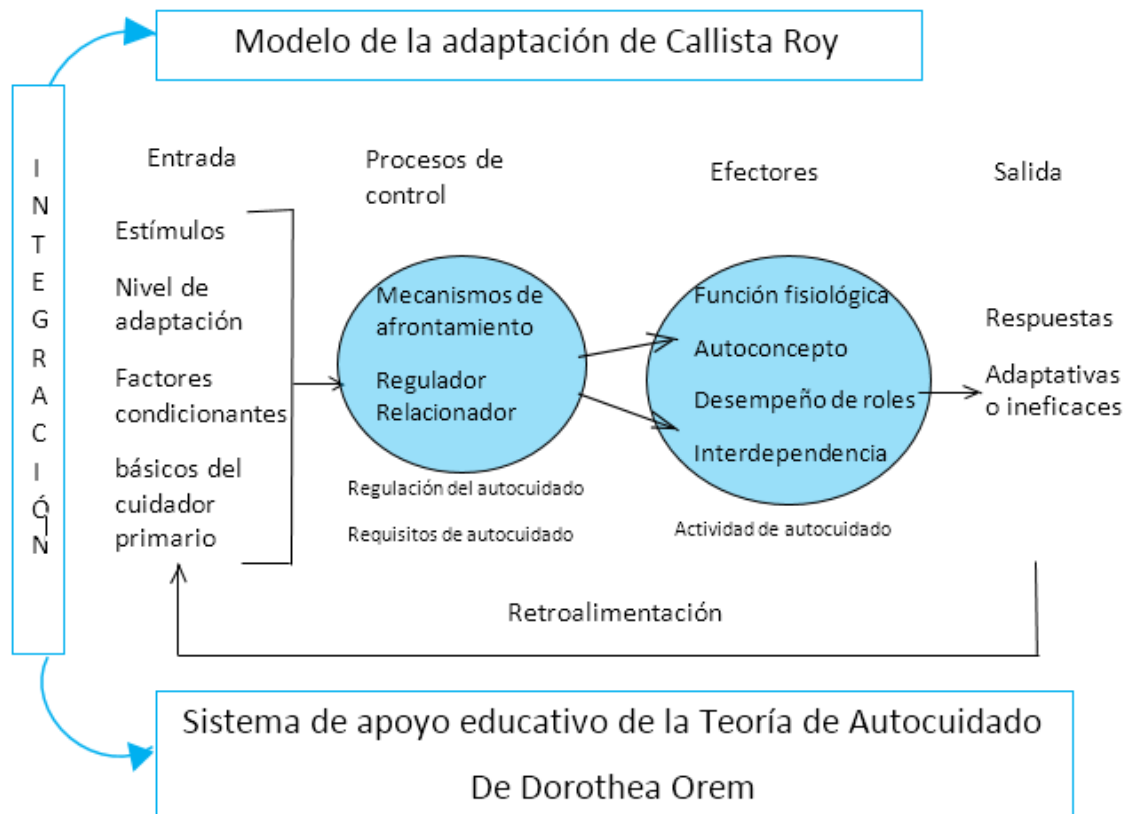 Modelo de la adaptación de Callista Roy
INTEGRACIÓN
Entrada
Procesos de
control
Efectores
Salida
Estímulos
Nivel de
adaptación
Factores
condicionantes
básicos del
cuidador
primario
Mecanismos de
afrontamiento
Regulador
Relacionador
Regulación del autocuidado
Requisitos de autocuidado
Función fisiológica
Autoconcepto
Desempeño de roles
Interdependencia
Actividad de autocuidado
Respuestas
Adaptativas
o ineficaces
Retroalimentación
Sistema de apoyo educativo de la Teoría de Autocuidado
De Dorothea Orem